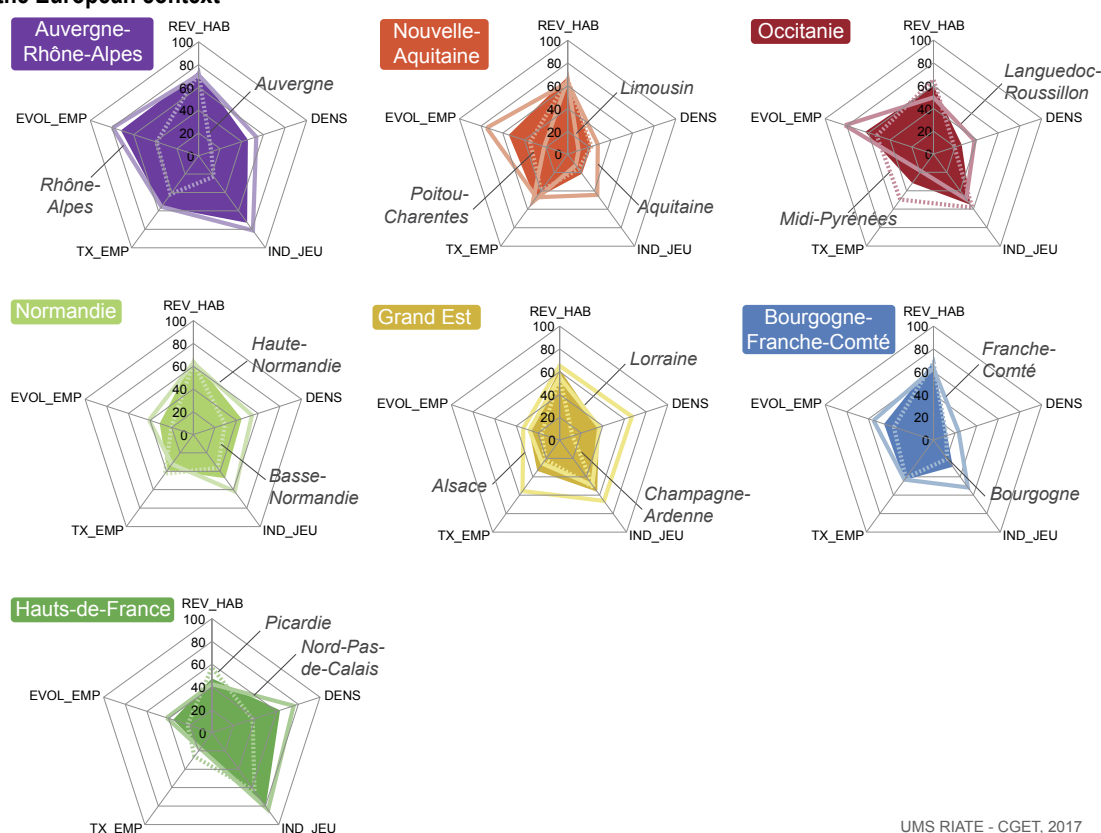 the European context
Auvergne-
Rhône-Alpes
REV_HAB
100
80
60
40
20
0
Auvergne
EVOL_EMP
DENS
Rhône-
Alpes
TX_EMP
IND_JEU
Nouvelle-
Aquitaine
REV_HAB
100
80
60
40
20
0
Limousin
EVOL_EMP
DENS
Poitou-
Charentes
Aquitaine
TX_EMP
IND_JEU
Occitanie
REV_HAB
100
80
60
40
20
0
Languedoc-
Roussillon
EVOL_EMP
DENS
Midi-Pyrénées
TX_EMP
IND_JEU
Normandie
REV_HAB
100
80
60
40
20
0
Haute-
Normandie
EVOL_EMP
DENS
Basse-
Normandie
TX_EMP
IND_JEU
Grand Est
REV_HAB
100
80
60
40
20
0
Lorraine
EVOL_EMP
DENS
Alsace
Champagne-
Ardenne
TX_EMP
IND_JEU
Bourgogne-
Franche-Comté
REV_HAB
100
80
60
40
20
0
Franche-
Comté
EVOL_EMP
DENS
Bourgogne
TX_EMP
IND_JEU
Hauts-de-France
REV_HAB
100
80
60
40
20
0
Picardie
Nord-Pas-
de-Calais
EVOL_EMP
DENS
TX_EMP
IND_JEU
UMS RIATE - CGET, 2017